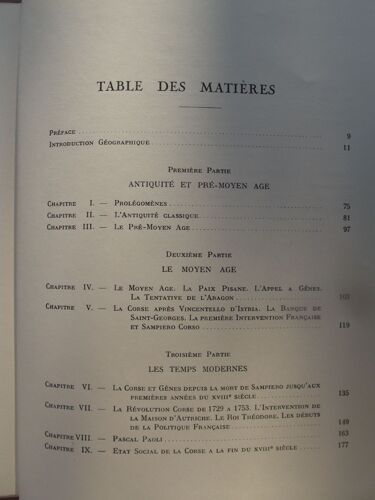 TABLE DES MATIÈRES
PRÉFACE 9
INTRODUCTION GÉOGRAPHIQUE 11
PREMIÈRE PARTIE
ANTIQUITÉ ET PRÉ-MOYEN AGE
CHAPITRE I. — PROLÉGOMÈNES 75
CHAPITRE II. — L'ANTIQUITÉ CLASSIQUE 81
CHAPITRE III. — LE PRÉ-MOYEN AGE 97
DEUXIÈME PARTIE
LE MOYEN AGE
CHAPITRE IV. — LE MOYEN AGE. LA PAIX PISANE. L'APPEL A GÊNES.
LA TENTATIVE DE L'ARAGON
CHAPITRE V. — LA CORSE APRÈS VINCENTELLO D'ISTRIA. LA BANQUE DE
SAINT-GEORGES. LA PREMIÈRE INTERVENTION FRANÇAISE
ET SAMPIERO CORSO 119
TROISIÈME PARTIE
LES TEMPS MODERNES
CHAPITRE VI. — LA CORSE ET GÊNES DEPUIS LA MORT DE SAMPIERO JUSQU'AUX
PREMIÈRES ANNÉES DU XVIIIe SIÈCLE 135
CHAPITRE VII. — LA RÉVOLUTION CORSE DE 1729 A 1753. L'INTERVENTION DE
LA MAISON D'AUTRICHE. LE ROI THÉODORE. LES DÉBUTS
DE LA POLITIQUE FRANÇAISE 149
CHAPITRE VIII. — PASCAL PAOLI 163
CHAPITRE IX. — ETAT SOCIAL DE LA CORSE A LA FIN DU XVIIIe SIÈCLE 177